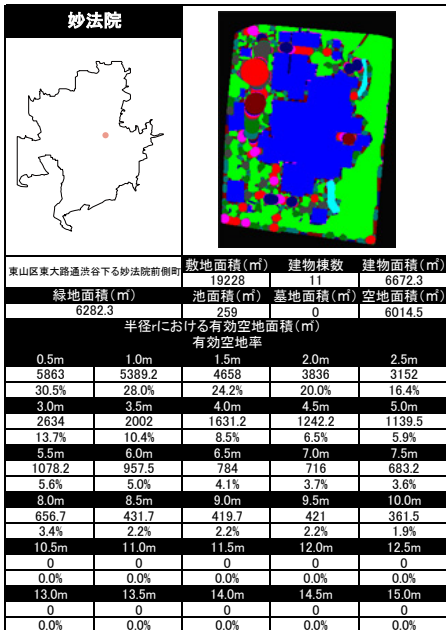 妙法院
東山区東大路通渋谷下る妙法院前側町
敷地面積(㎡) 建物棟数 建物面積(㎡)
19228 11 6672.3
緑地面積(㎡) 池面積(㎡) 墓地面積(㎡) 空地面積(㎡)
6282.3 259 0 6014.5
半径rにおける有効空地面積(㎡)
有効空地率
0.5m 1.0m 1.5m 2.0m 2.5m
5863 5389.2 4658 3836 3152
30.5% 28.0% 24.2% 20.0% 16.4%
3.0m 3.5m 4.0m 4.5m 5.0m
2634 2002 1631.2 1242.2 1139.5
13.7% 10.4% 8.5% 6.5% 5.9%
5.5m 6.0m 6.5m 7.0m 7.5m
1078.2 957.5 784 716 683.2
5.6% 5.0% 4.1% 3.7% 3.6%
8.0m 8.5m 9.0m 9.5m 10.0m
656.7 431.7 419.7 421 361.5
3.4% 2.2% 2.2% 2.2% 1.9%
10.5m 11.0m 11.5m 12.0m 12.5m
0 0 0 0 0
0.0% 0.0% 0.0% 0.0% 0.0%
13.0m 13.5m 14.0m 14.5m 15.0m
0 0 0 0 0
0.0% 0.0% 0.0% 0.0% 0.0%